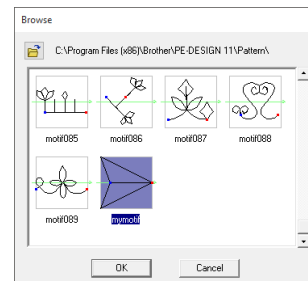 Browse
C:\Program Files (x86)\Brother\PE-DESIGN 11\Pattern\
motif085 motif086 motif087 motif088
motif089 mymotif
OK Cancel